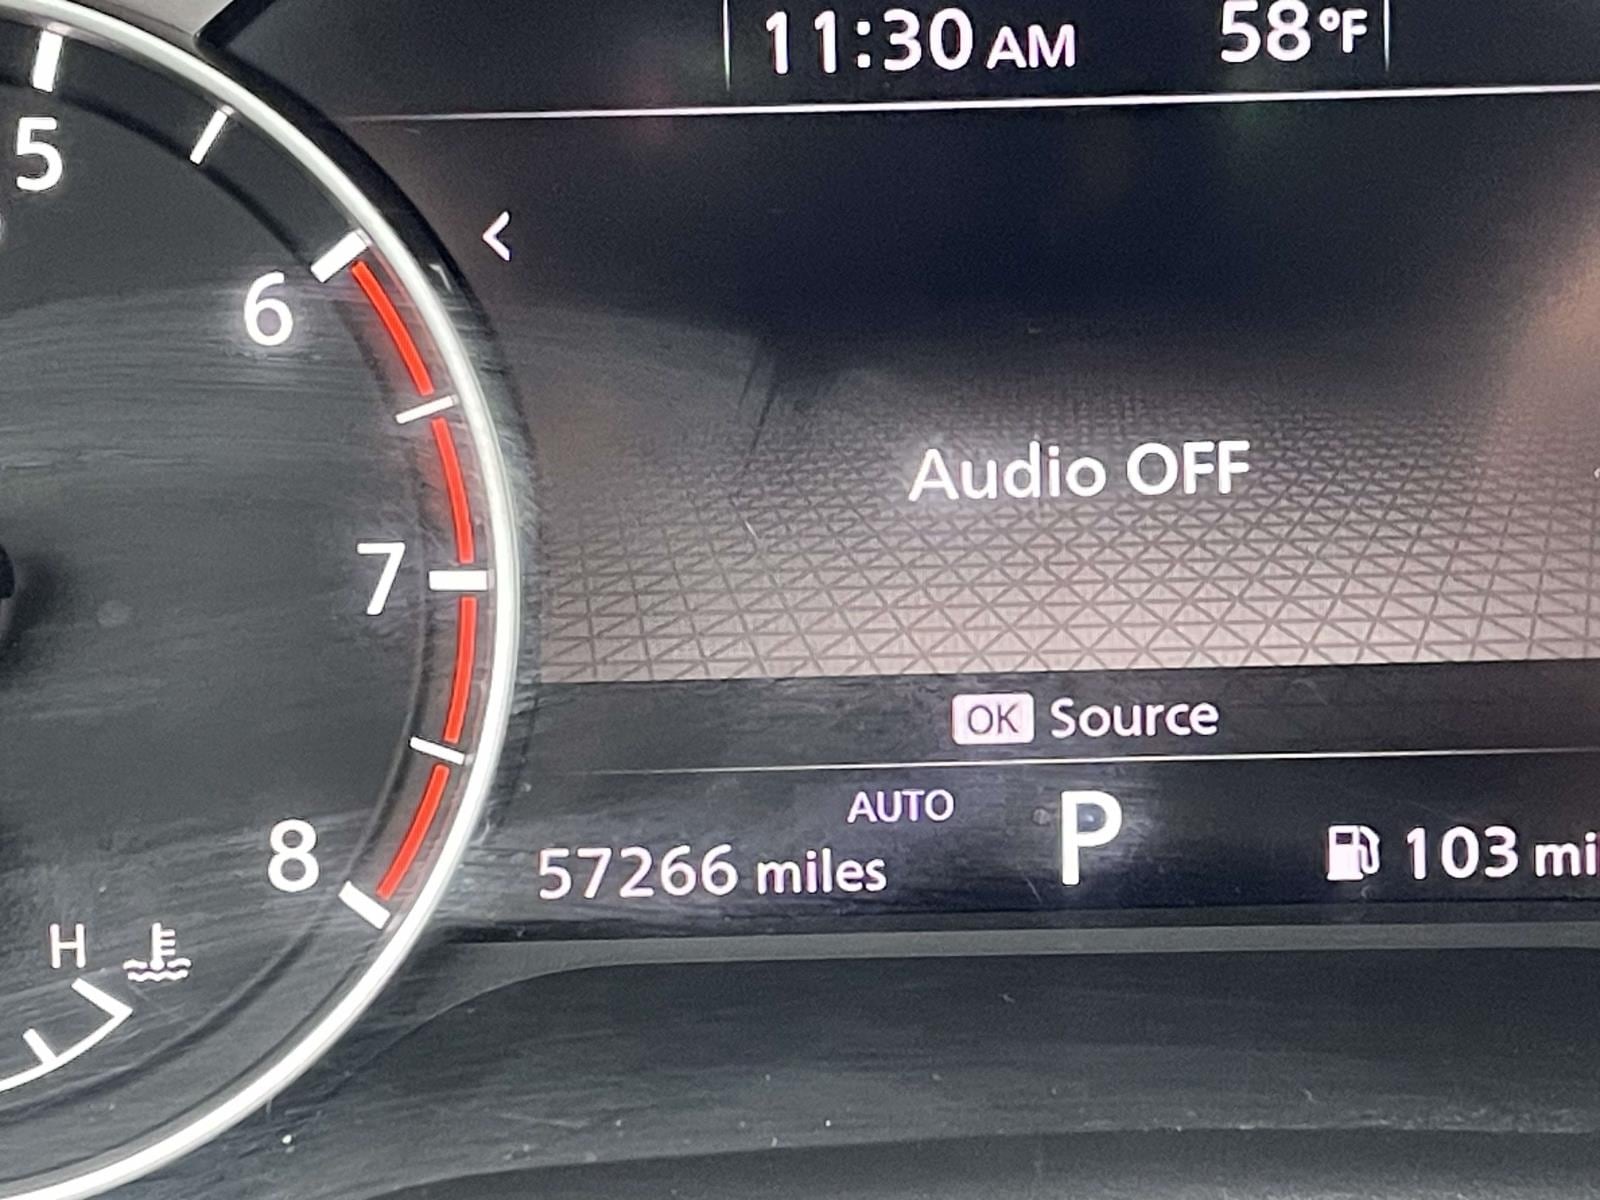 11:30 AM 58°F
5
<
6
Audio OFF
7
OK Source
AUTO
P
57266 miles
103 mi
8
H